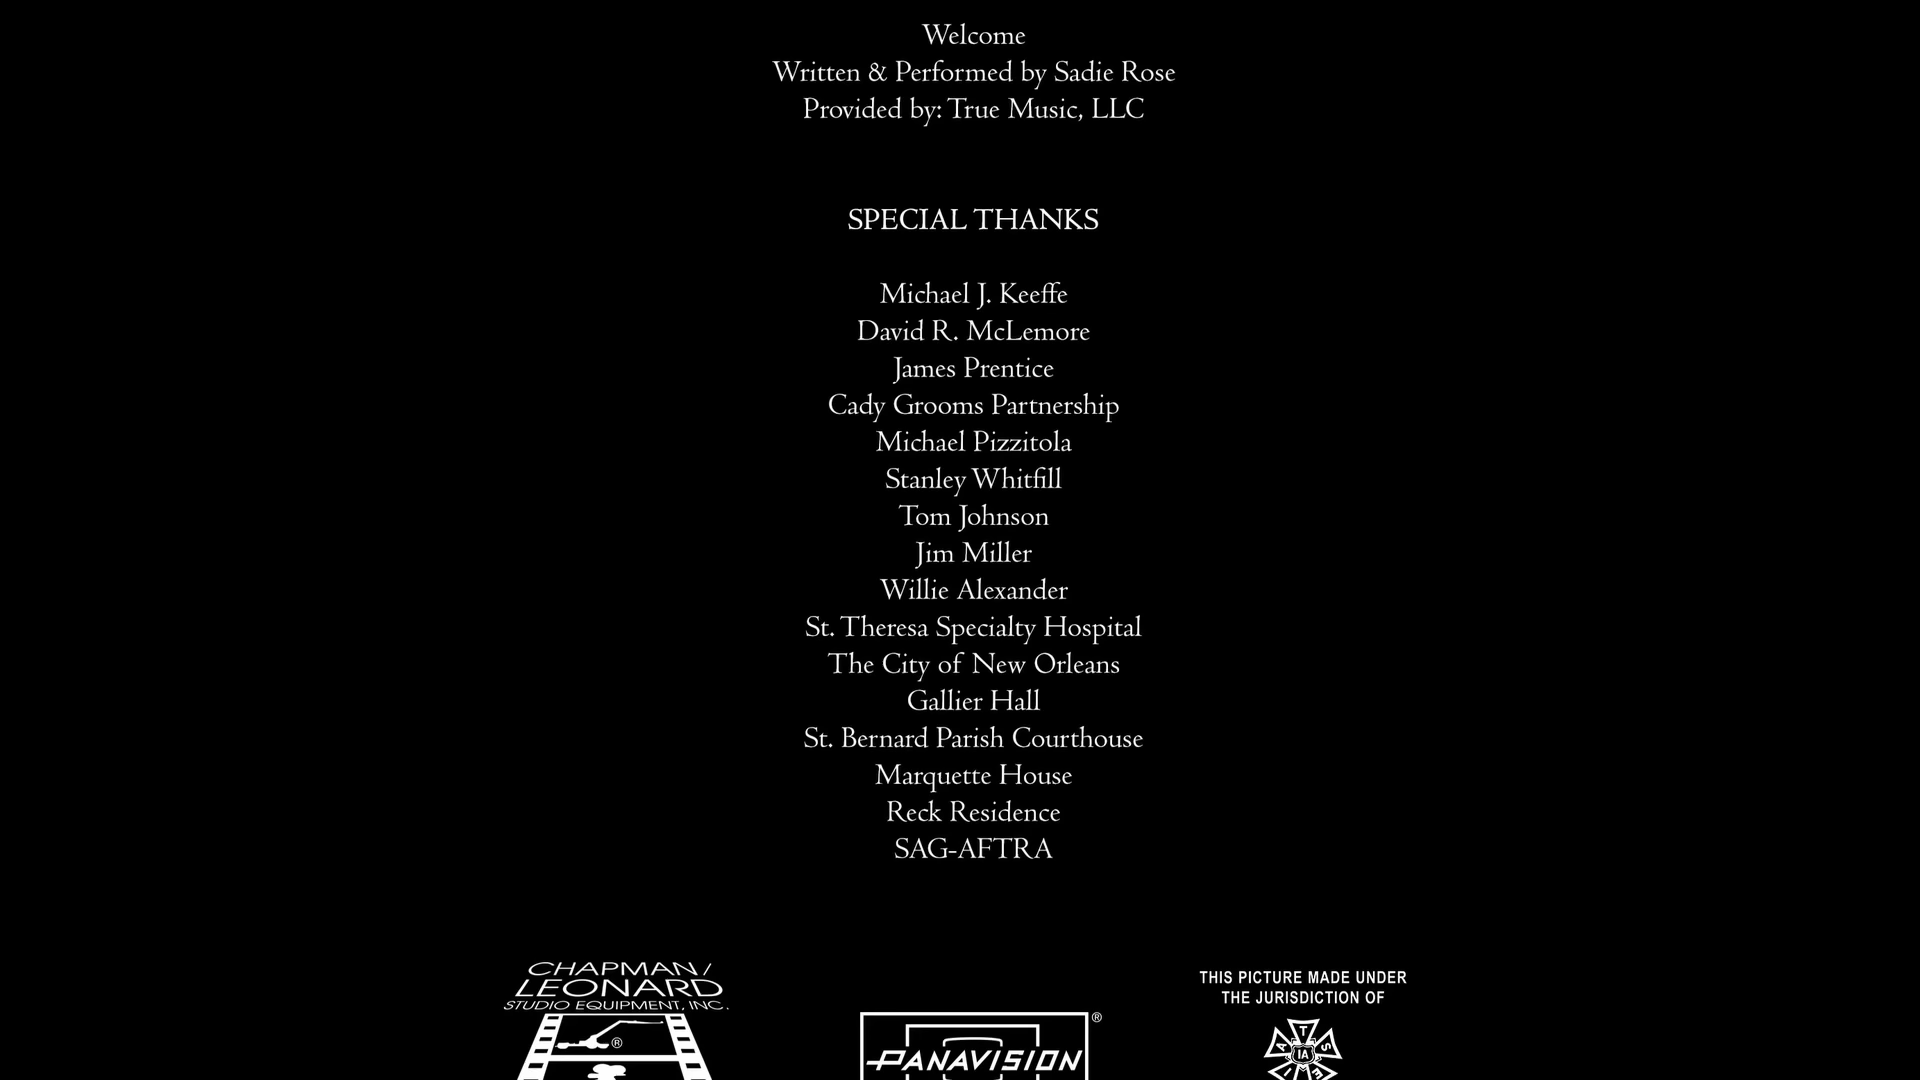 Welcome
Written & Performed by Sadie Rose
Provided by: True Music, LLC
SPECIAL THANKS
Michael J. Keeffe
David R. McLemore
James Prentice
Cady Grooms Partnership
Michael Pizzitola
Stanley Whitfill
Tom Johnson
Jim Miller
Willie Alexander
St. Theresa Specialty Hospital
The City of New Orleans
Gallier Hall
St. Bernard Parish Courthouse
Marquette House
Reck Residence
SAG-AFTRA
CHAPMAN/
LEONARD
STUDIO EQUIPMENT, INC.
®
PANAVISION
®
THIS PICTURE MADE UNDER
THE JURISDICTION OF
IATSE
IA